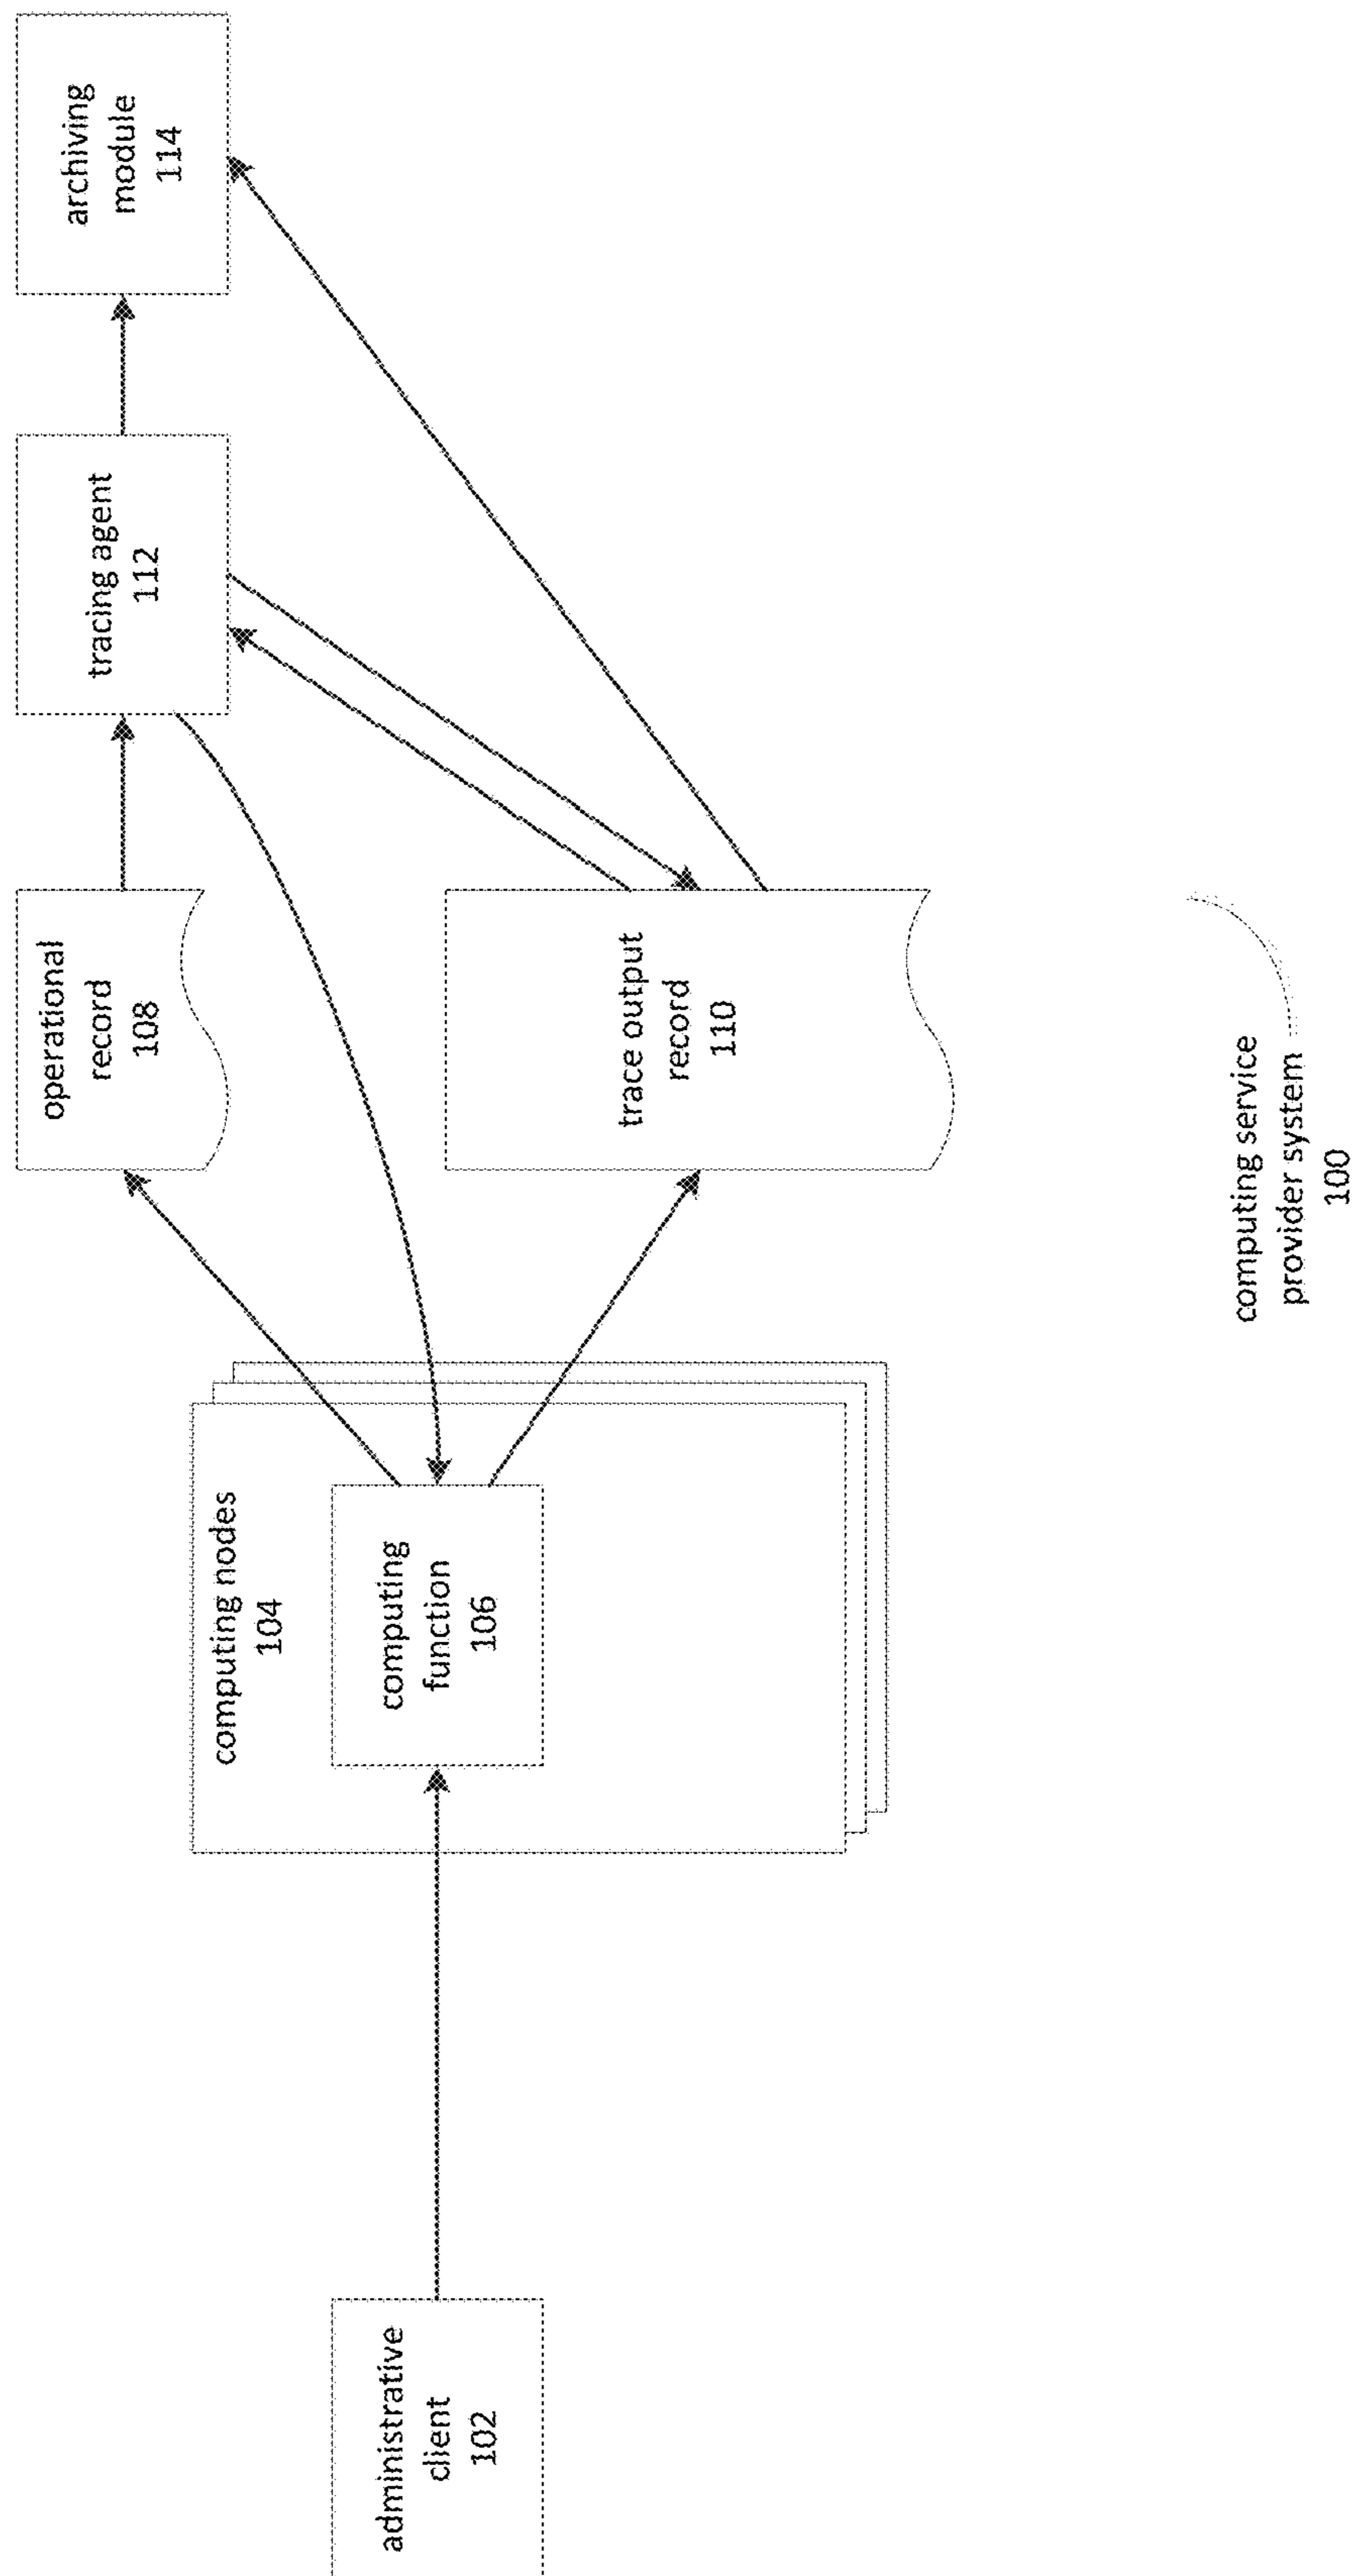 administrative
client
102
computing nodes
104
computing
function
106
operational
record
108
trace output
record
110
tracing agent
112
archiving
module
114
computing service
provider system
100